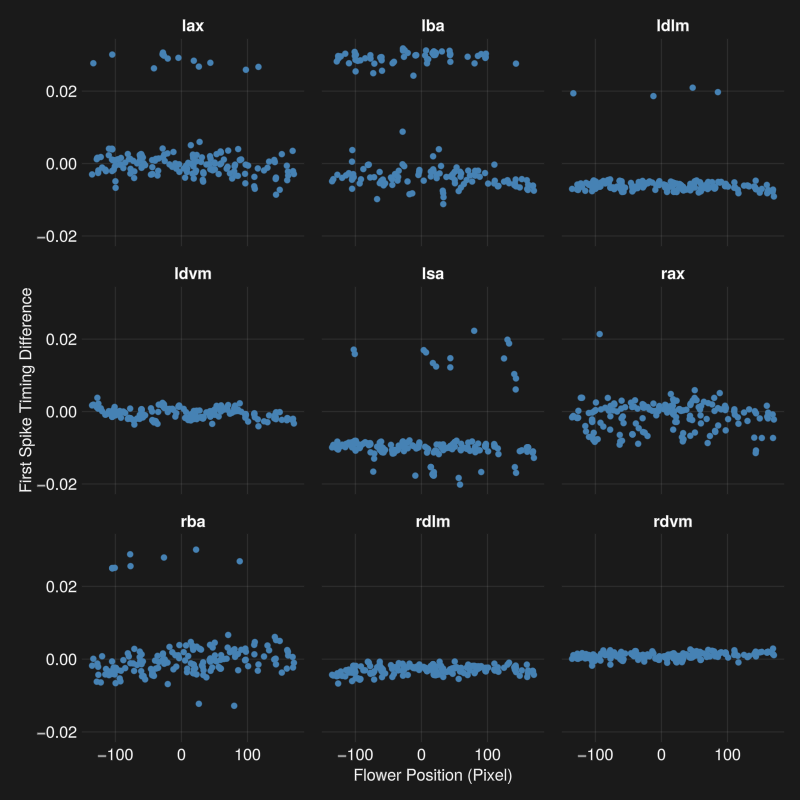 lax lba ldlm
0.02
0.00
−0.02
ldvm lsa rax
0.02
0.00
−0.02
First Spike Timing Difference
rba rdlm rdvm
0.02
0.00
−0.02
−100 0 100 −100 0 100 −100 0 100
Flower Position (Pixel)